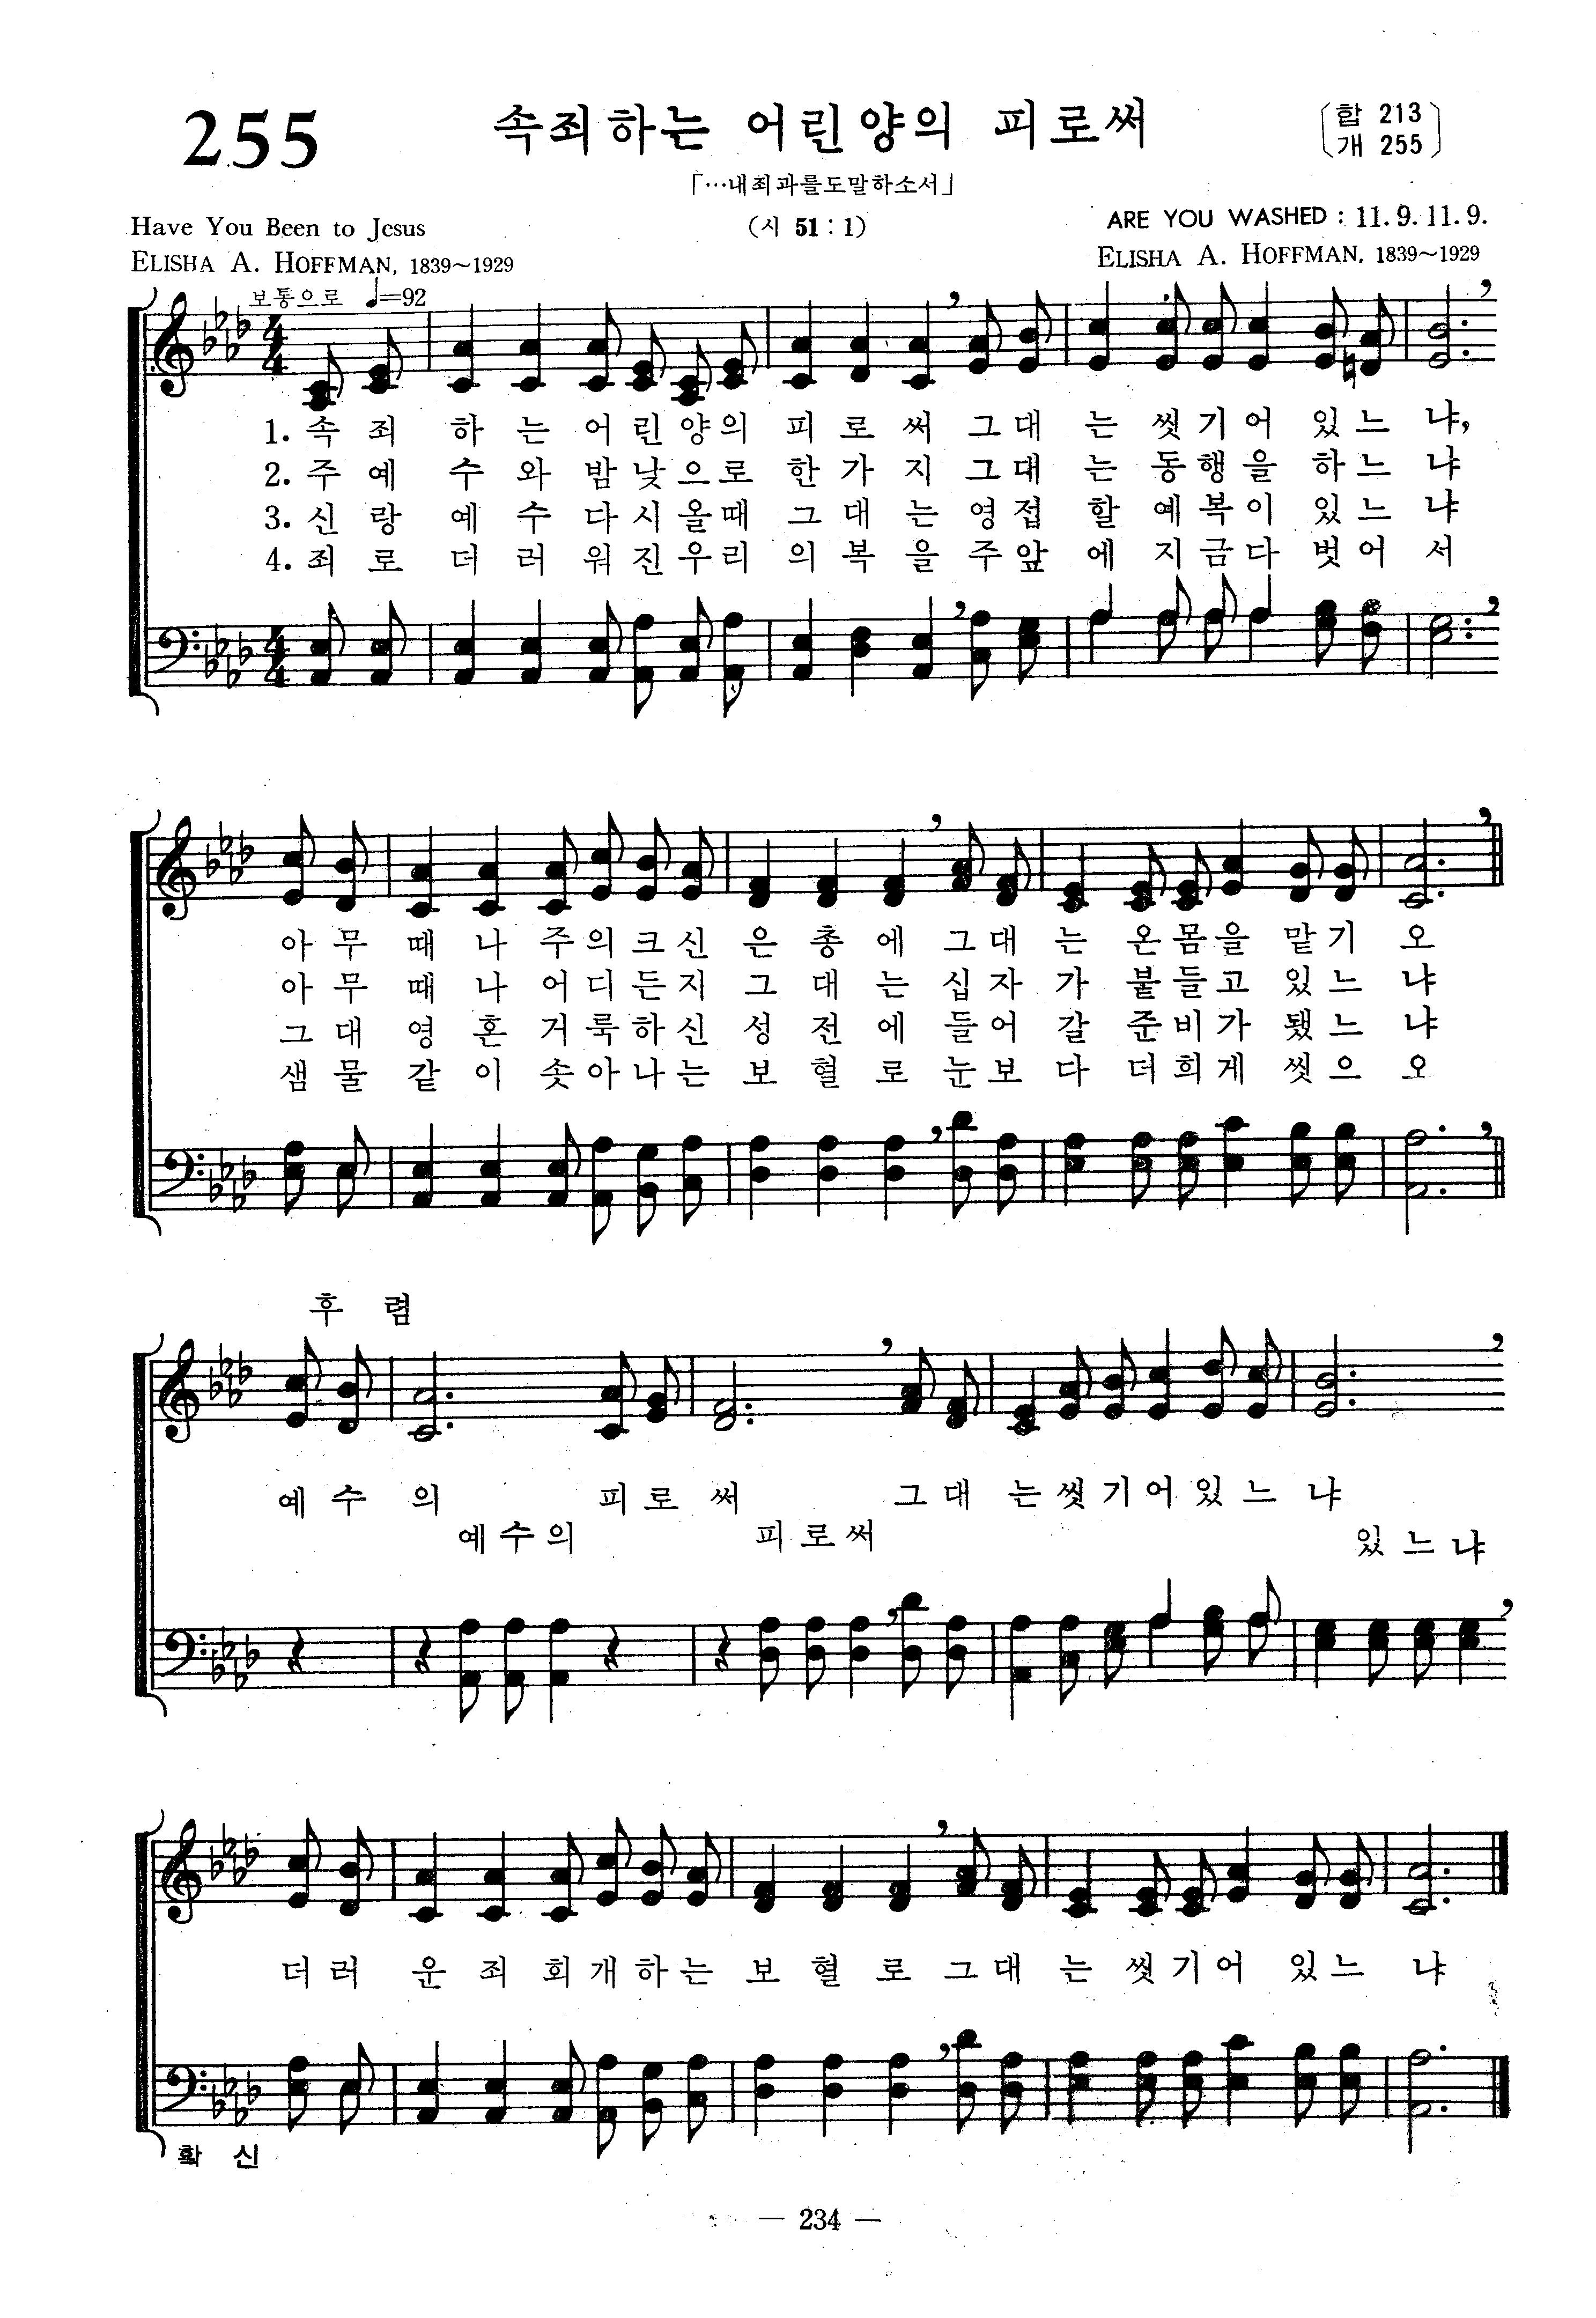 255
속죄하는 어린양의 피로써
합 213
개 255
「…내죄과를도말하소서」
Have You Been to Jesus
(시 51 : 1)
ARE YOU WASHED : 11. 9. 11. 9.
ELISHA A. HOFFMAN, 1839~1929
ELISHA A. HOFFMAN. 1839~1929
보통으로 ♩=92
1. 속 죄 하 는 어 린 양 의 피 로 써 그 대 는 씻 기 어 있 느 냐,
2. 주 예 수 와 밤 낮 으 로 한 가 지 그 대 는 동 행 을 하 느 냐
3. 신 랑 예 수 다 시 올 때 그 대 는 영 접 할 예 복 이 있 느 냐
4. 죄 로 더 러 워 진 우 리 의 복 을 주 앞 에 지 금 다 벗 어 서
아 무 때 나 주 의 크 신 은 총 에 그 대 는 온 몸 을 맡 기 오
아 무 때 나 어 디 든 지 그 대 는 십 자 가 붙 들 고 있 느 냐
그 대 영 혼 거 룩 하 신 성 전 에 들 어 갈 준 비 가 됐 느 냐
샘 물 같 이 솟 아 나 는 보 혈 로 눈 보 다 더 희 게 씻 으 오
후 렴
예 수 의 피 로 써 그 대 는 씻 기 어 있 느 냐
예 수 의 피 로 써 있 느 냐
더 러 운 죄 회 개 하 는 보 혈 로 그 대 는 씻 기 어 있 느 냐
확 신
— 234 —